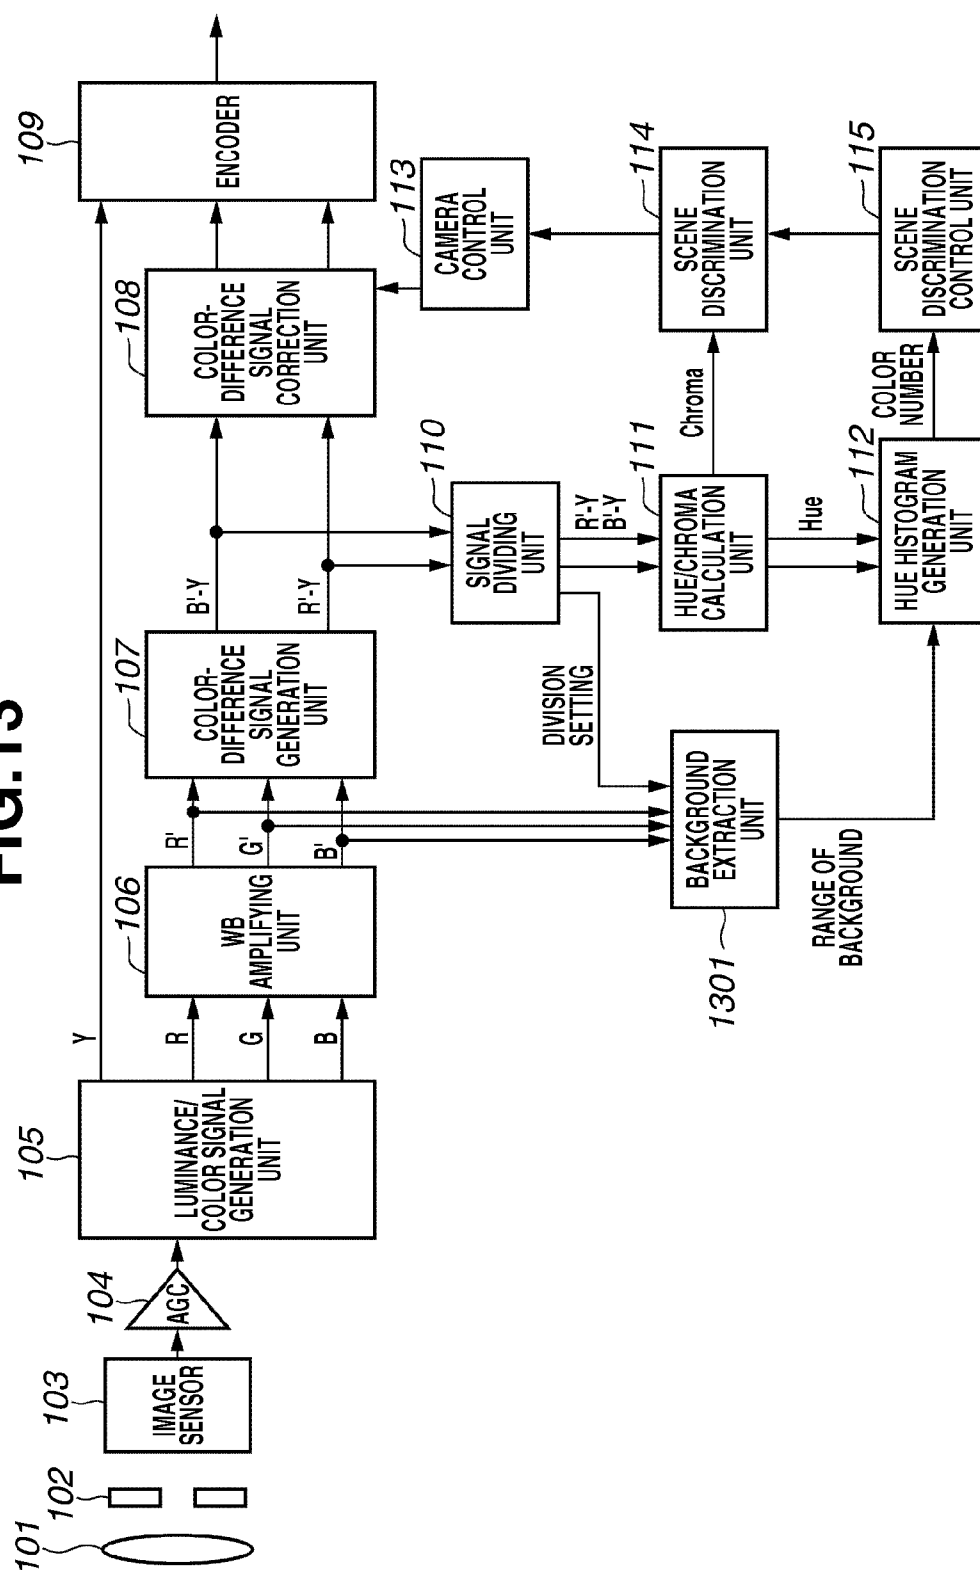 FIG.13
101
102
103
IMAGE
SENSOR
104
AGC
105
LUMINANCE/
COLOR SIGNAL
GENERATION
UNIT
Y
R
G
B
106
WB
AMPLIFYING
UNIT
R'
G'
B'
107
COLOR-
DIFFERENCE
SIGNAL
GENERATION
UNIT
B'-Y
R'-Y
108
COLOR-
DIFFERENCE
SIGNAL
CORRECTION
UNIT
109
ENCODER
110
SIGNAL
DIVIDING
UNIT
DIVISION
SETTING
R'-Y
B'-Y
113
CAMERA
CONTROL
UNIT
1301
BACKGROUND
EXTRACTION
UNIT
RANGE OF
BACKGROUND
111
HUE/CHROMA
CALCULATION
UNIT
Chroma
Hue
114
SCENE
DISCRIMINATION
UNIT
112
HUE HISTOGRAM
GENERATION
UNIT
COLOR
NUMBER
115
SCENE
DISCRIMINATION
CONTROL UNIT